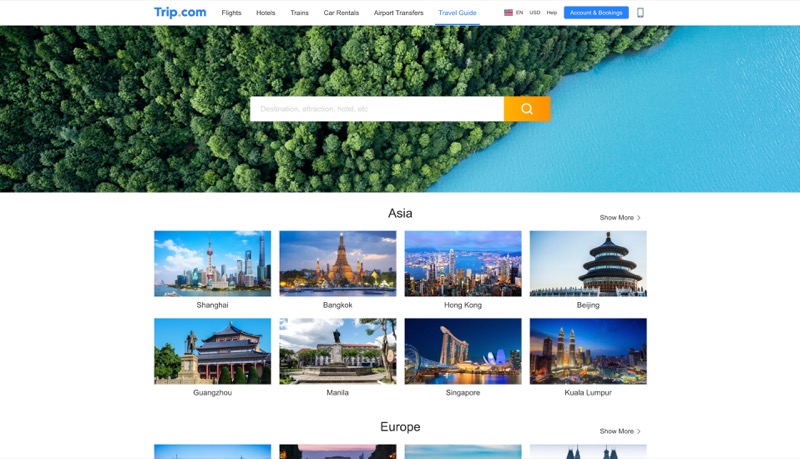 Trip.com Flights Hotels Trains Car Rentals Airport Transfers Travel Guide EN USD Help Account & Bookings
Destination, attraction, hotel, etc
Asia
Show More
Shanghai Bangkok Hong Kong Beijing
Guangzhou Manila Singapore Kuala Lumpur
Europe
Show More